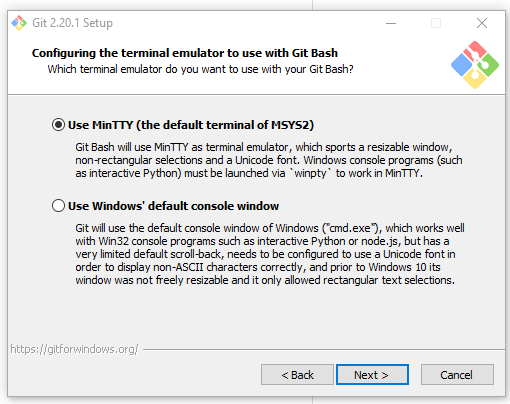 Git 2.20.1 Setup
Configuring the terminal emulator to use with Git Bash
Which terminal emulator do you want to use with your Git Bash?
Use MinTTY (the default terminal of MSYS2)
Git Bash will use MinTTY as terminal emulator, which sports a resizable window,
non-rectangular selections and a Unicode font. Windows console programs (such
as interactive Python) must be launched via `winpty` to work in MinTTY.
Use Windows' default console window
Git will use the default console window of Windows ("cmd.exe"), which works well
with Win32 console programs such as interactive Python or node.js, but has a
very limited default scroll-back, needs to be configured to use a Unicode font in
order to display non-ASCII characters correctly, and prior to Windows 10 its
window was not freely resizable and it only allowed rectangular text selections.
https://gitforwindows.org/
< Back
Next >
Cancel